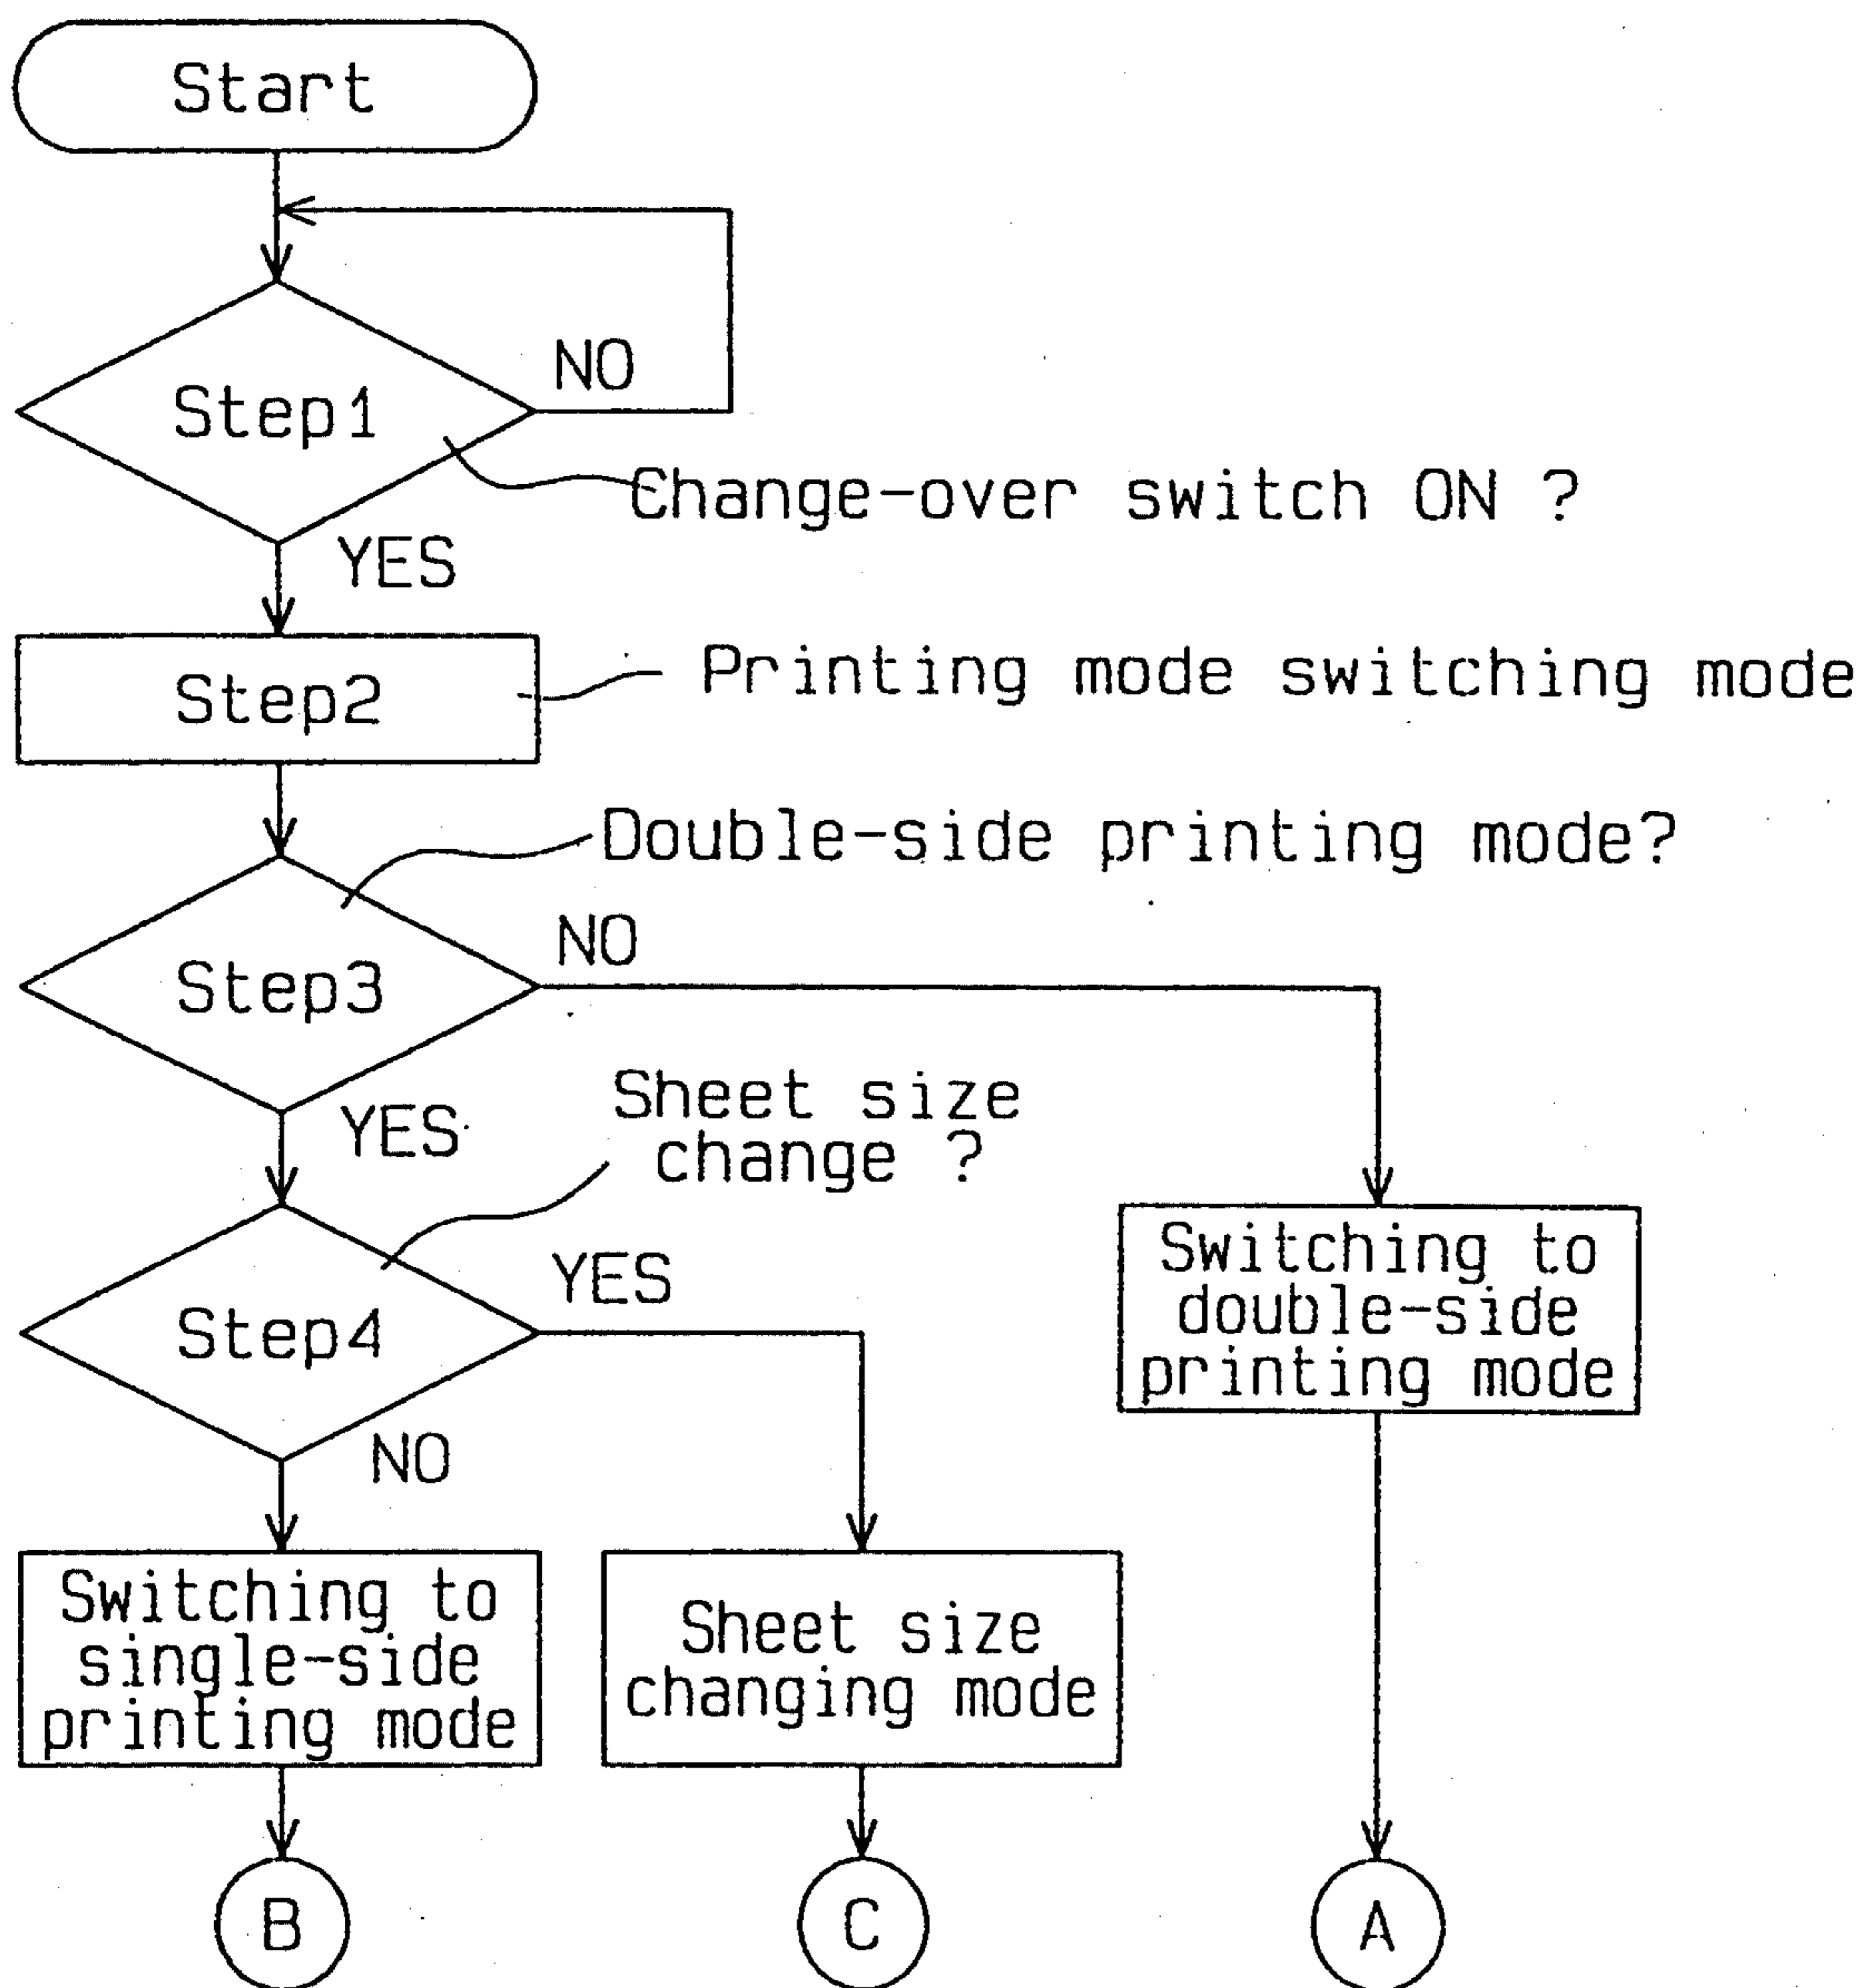 Start
NO
Step1
Change-over switch ON ?
YES
Step2
Printing mode switching mode
Double-side printing mode?
NO
Step3
YES
Sheet size
change ?
YES
Step4
NO
Switching to
double-side
printing mode
Switching to
single-side
printing mode
Sheet size
changing mode
B
C
A